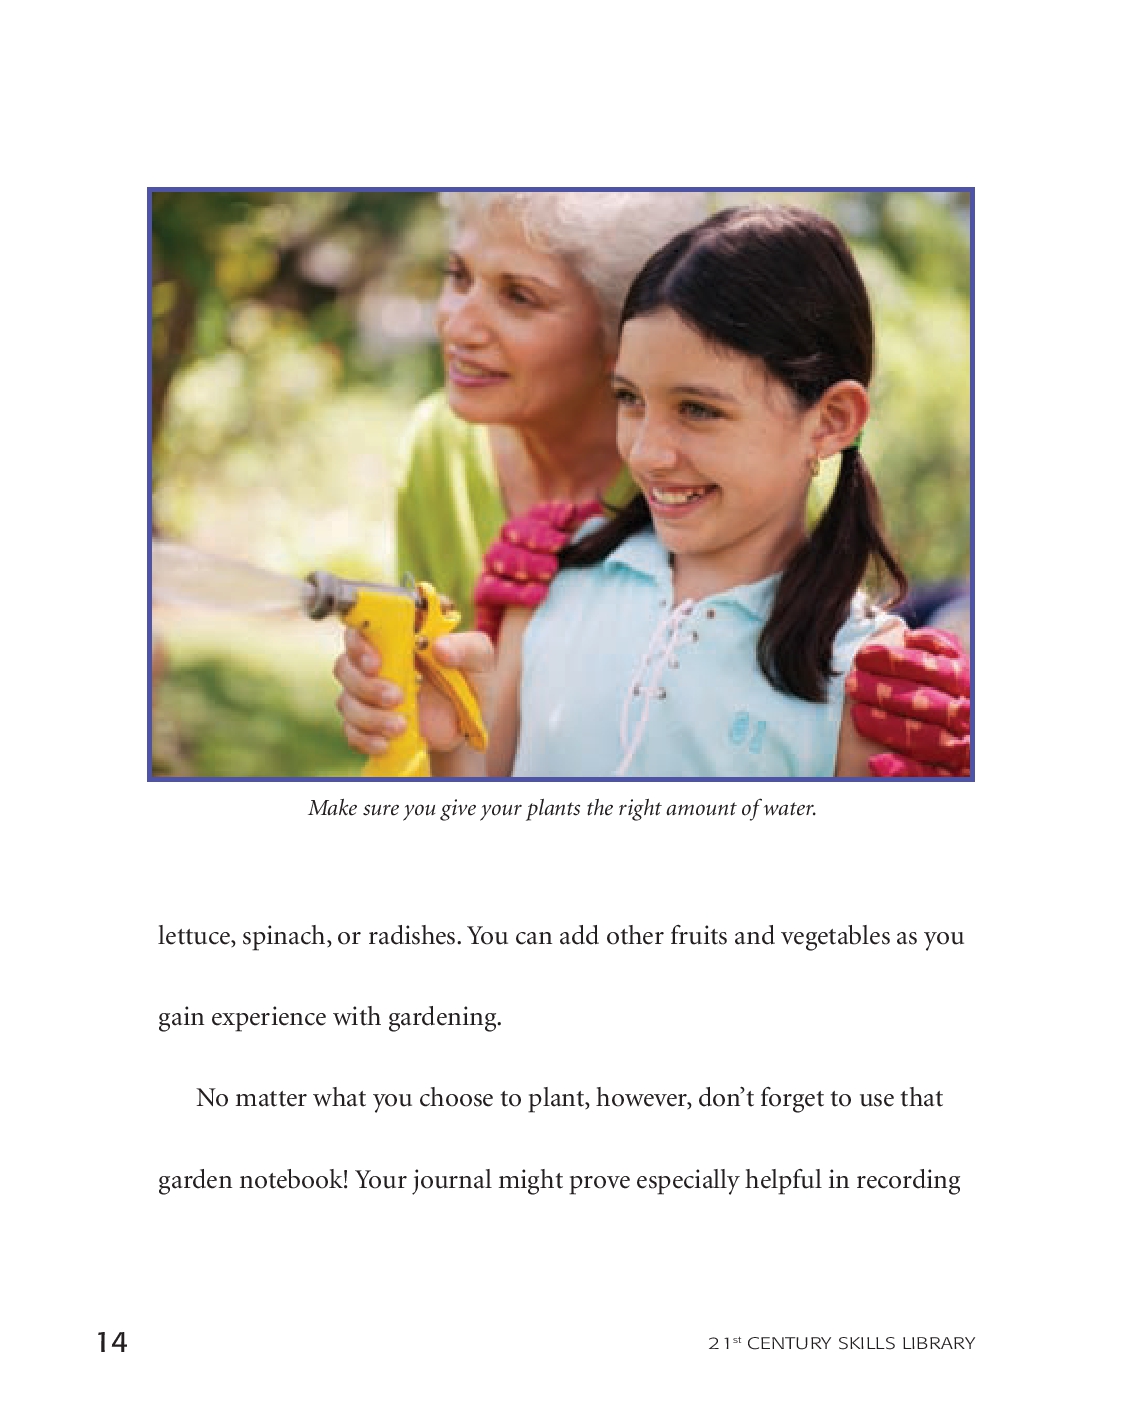 Make sure you give your plants the right amount of water.
lettuce, spinach, or radishes. You can add other fruits and vegetables as you
gain experience with gardening.
No matter what you choose to plant, however, don’t forget to use that
garden notebook! Your journal might prove especially helpful in recording
14
21st CENTURY SKILLS LIBRARY